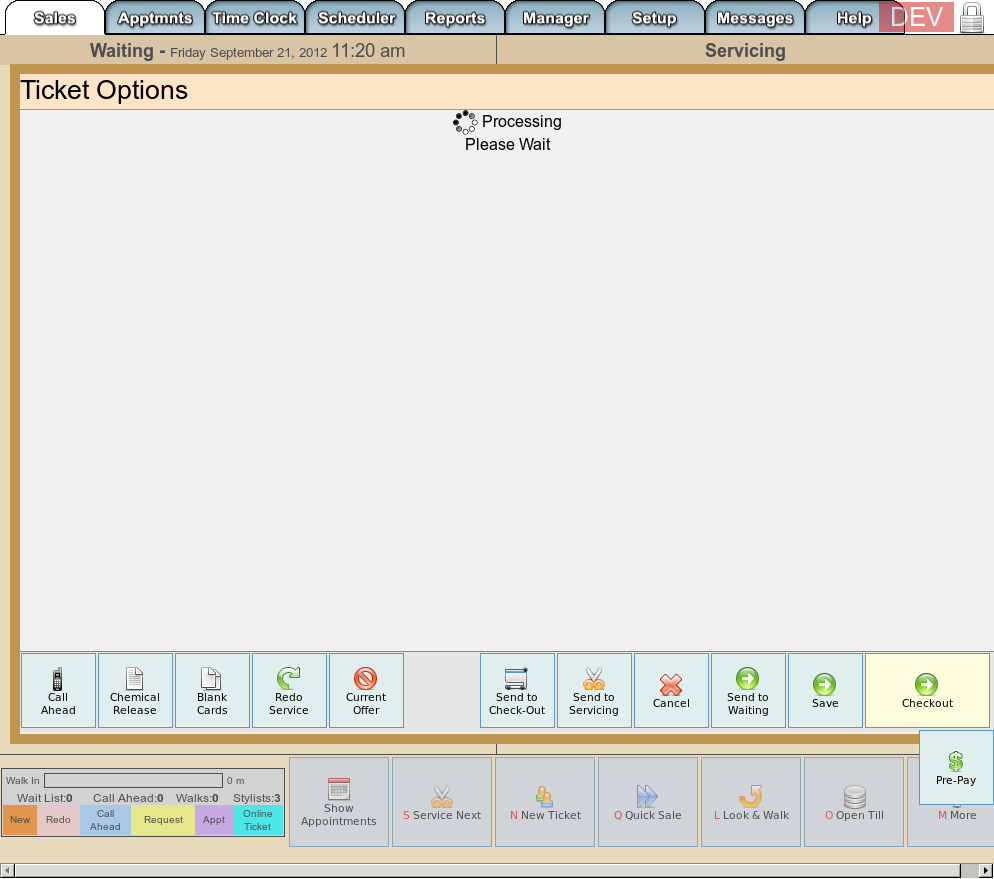 Sales Apptmnts Time Clock Scheduler Reports Manager Setup Messages Help DEV
Waiting - Friday September 21, 2012 11:20 am
Servicing
Ticket Options
Processing
Please Wait
Call
Ahead
Chemical
Release
Blank
Cards
Redo
Service
Current
Offer
Send to
Check-Out
Send to
Servicing
Cancel
Send to
Waiting
Save
Checkout
Pre-Pay
Walk In 0 m
Wait List:0 Call Ahead:0 Walks:0 Stylists:3
New
Redo
Call
Ahead
Request
Appt
Online
Ticket
Show
Appointments
S Service Next
N New Ticket
Q Quick Sale
L Look & Walk
O Open Till
M More